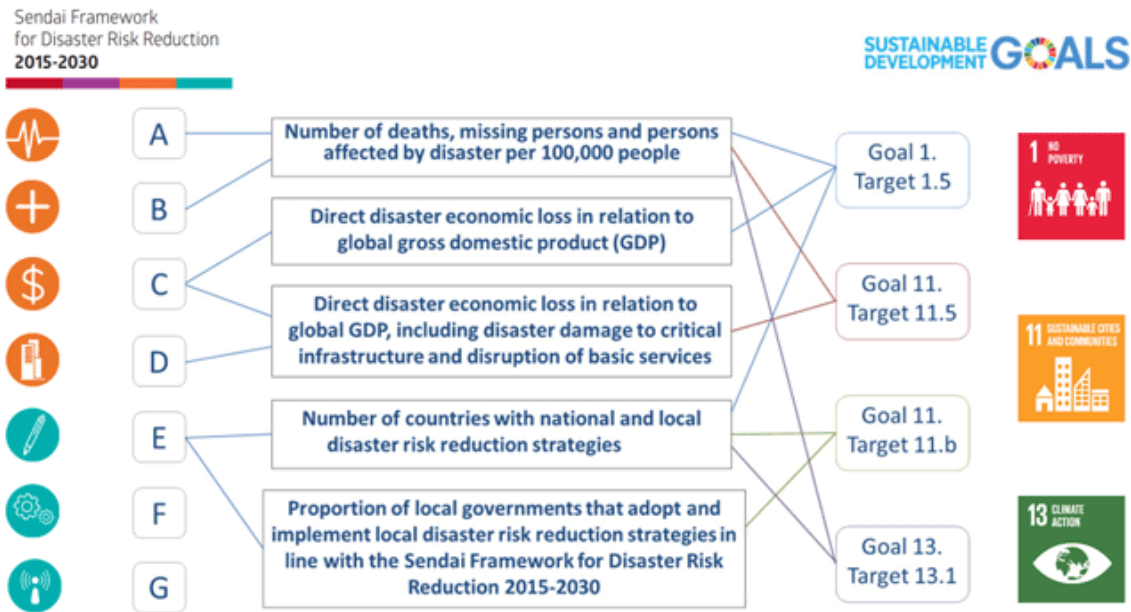 Sendai Framework
for Disaster Risk Reduction
2015-2030
SUSTAINABLE
DEVELOPMENT
GOALS
A
B
C
D
E
F
G
Number of deaths, missing persons and persons
affected by disaster per 100,000 people
Direct disaster economic loss in relation to
global gross domestic product (GDP)
Direct disaster economic loss in relation to
global GDP, including disaster damage to critical
infrastructure and disruption of basic services
Number of countries with national and local
disaster risk reduction strategies
Proportion of local governments that adopt and
implement local disaster risk reduction strategies in
line with the Sendai Framework for Disaster Risk
Reduction 2015-2030
Goal 1.
Target 1.5
Goal 11.
Target 11.5
Goal 11.
Target 11.b
Goal 13.
Target 13.1
1 NO
POVERTY
11 SUSTAINABLE CITIES
AND COMMUNITIES
13 CLIMATE
ACTION